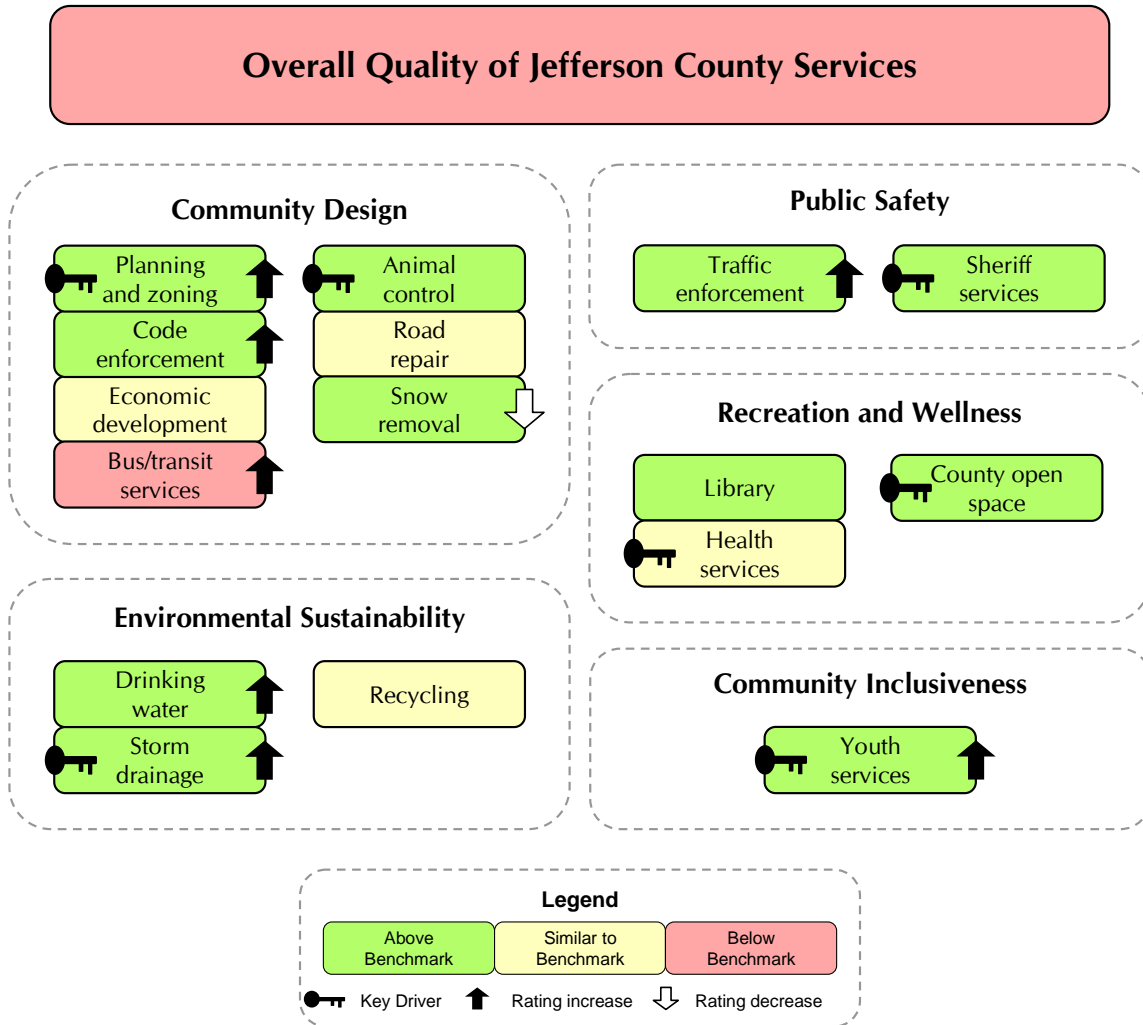 Overall Quality of Jefferson County Services
Community Design
Planning
and zoning
Code
enforcement
Economic
development
Bus/transit
services
Animal
control
Road
repair
Snow
removal
Environmental Sustainability
Drinking
water
Storm
drainage
Recycling
Public Safety
Traffic
enforcement
Sheriff
services
Recreation and Wellness
Library
Health
services
County open
space
Community Inclusiveness
Youth
services
Legend
Above
Benchmark
Similar to
Benchmark
Below
Benchmark
Key Driver
Rating increase
Rating decrease